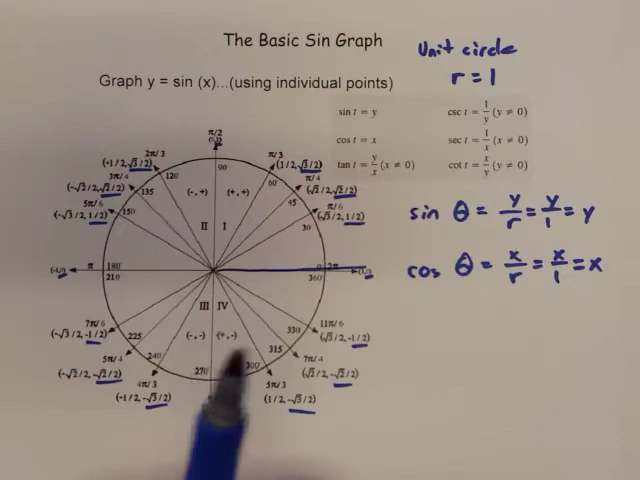 The Basic Sin Graph
Unit circle
r = 1
Graph y = sin (x)...(using individual points)
sin t = y
csc t = 1/y (y ≠ 0)
cos t = x
sec t = 1/x (x ≠ 0)
tan t = y/x (x ≠ 0)
cot t = x/y (y ≠ 0)
sin θ = y/r = y/1 = y
cos θ = x/r = x/1 = x
π/2
90
2π/3
(-1/2,√3/2)
120
π/3
(1/2,√3/2)
60
3π/4
(-√2/2,√2/2)
135
π/4
(√2/2,√2/2)
45
5π/6
(-√3/2,1/2)
150
π/6
(√3/2,1/2)
30
(-,+)
(+,+)
II
I
π
180
210
0
2π
360
III
IV
(-,-)
(+,-)
7π/6
(-√3/2,-1/2)
11π/6
(√3/2,-1/2)
330
225
5π/4
(-√2/2,-√2/2)
315
7π/4
(√2/2,-√2/2)
240
4π/3
(-1/2,-√3/2)
270
300
5π/3
(1/2,-√3/2)